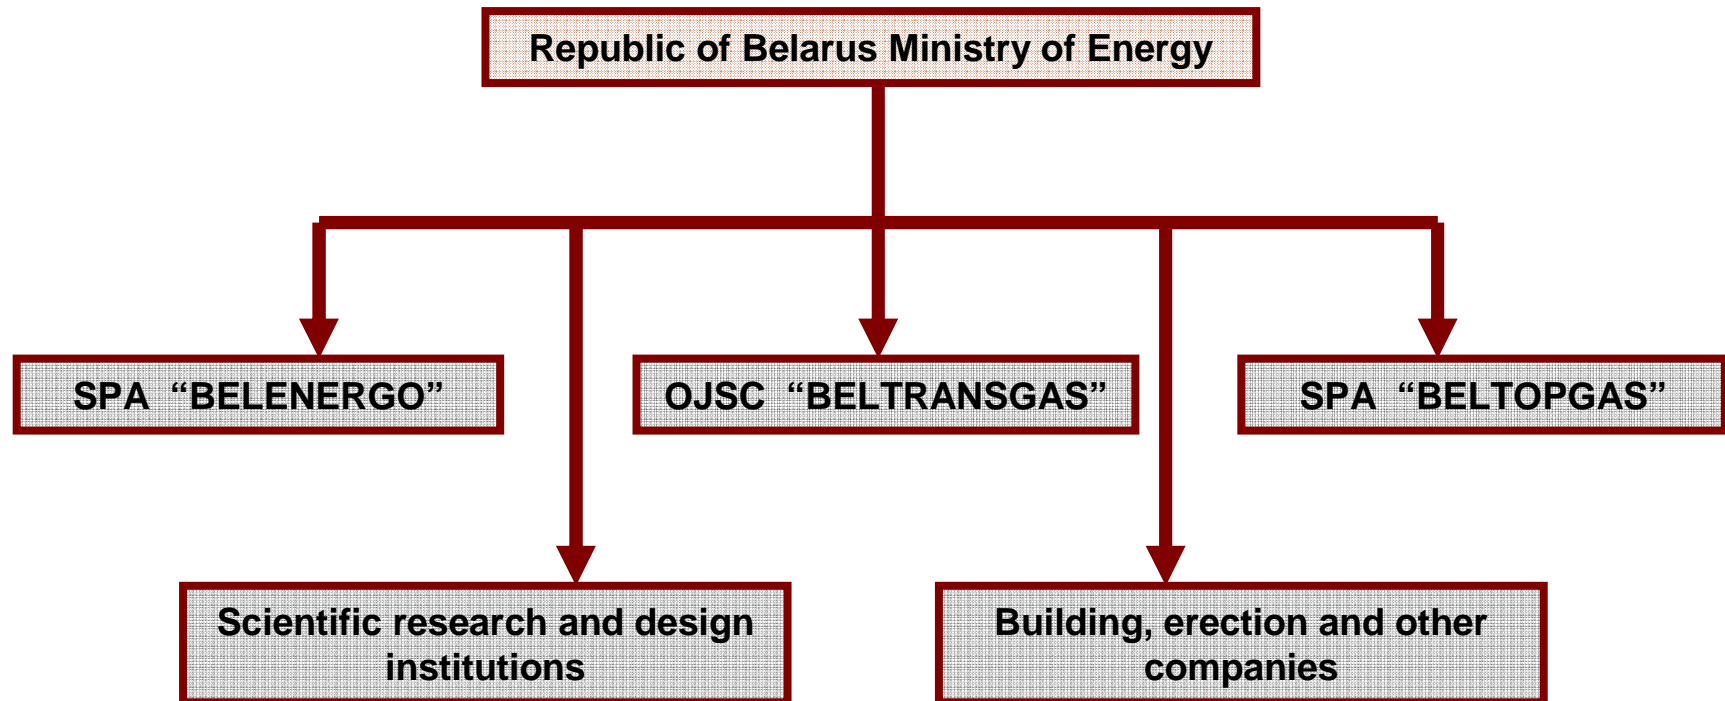 Republic of Belarus Ministry of Energy
SPA “BELENERGO”
OJSC “BELTRANSGAS”
SPA “BELTOPGAS”
Scientific research and design
institutions
Building, erection and other
companies